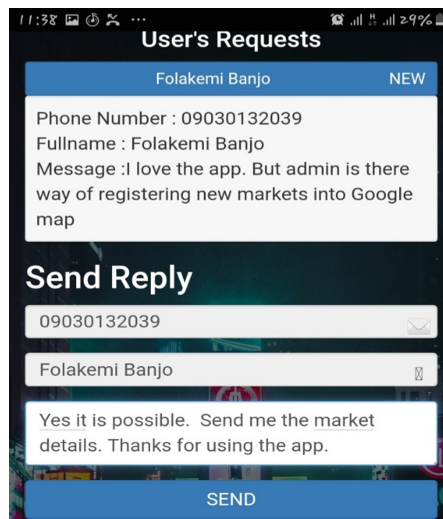 11:38 ... 29%
User's Requests
Folakemi Banjo NEW
Phone Number : 09030132039
Fullname : Folakemi Banjo
Message :I love the app. But admin is there
way of registering new markets into Google
map
Send Reply
09030132039
Folakemi Banjo
Yes it is possible.  Send me the market
details. Thanks for using the app.
SEND